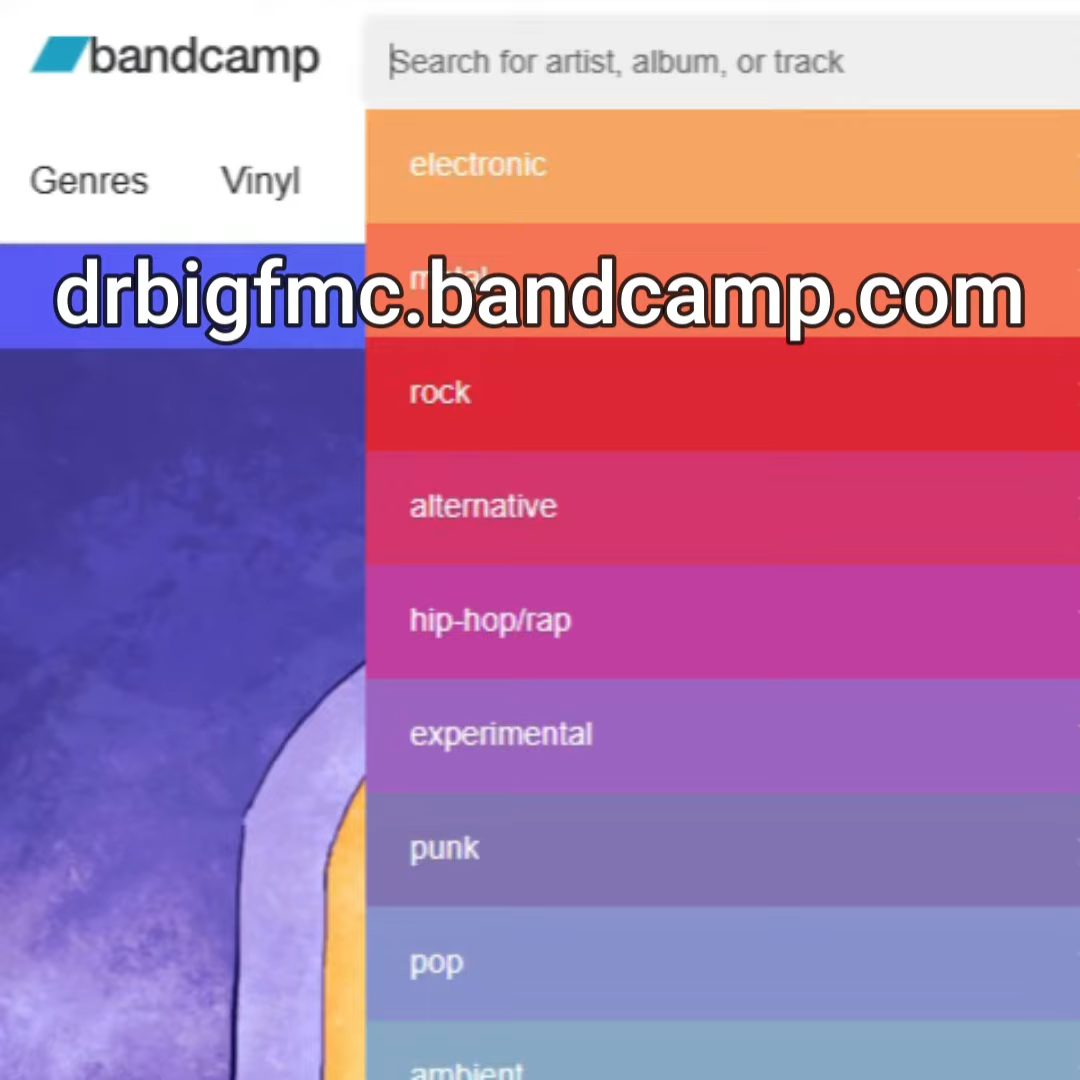 bandcamp
Search for artist, album, or track
Genres Vinyl
electronic
metal
drbigfmc.bandcamp.com
rock
alternative
hip-hop/rap
experimental
punk
pop
ambient